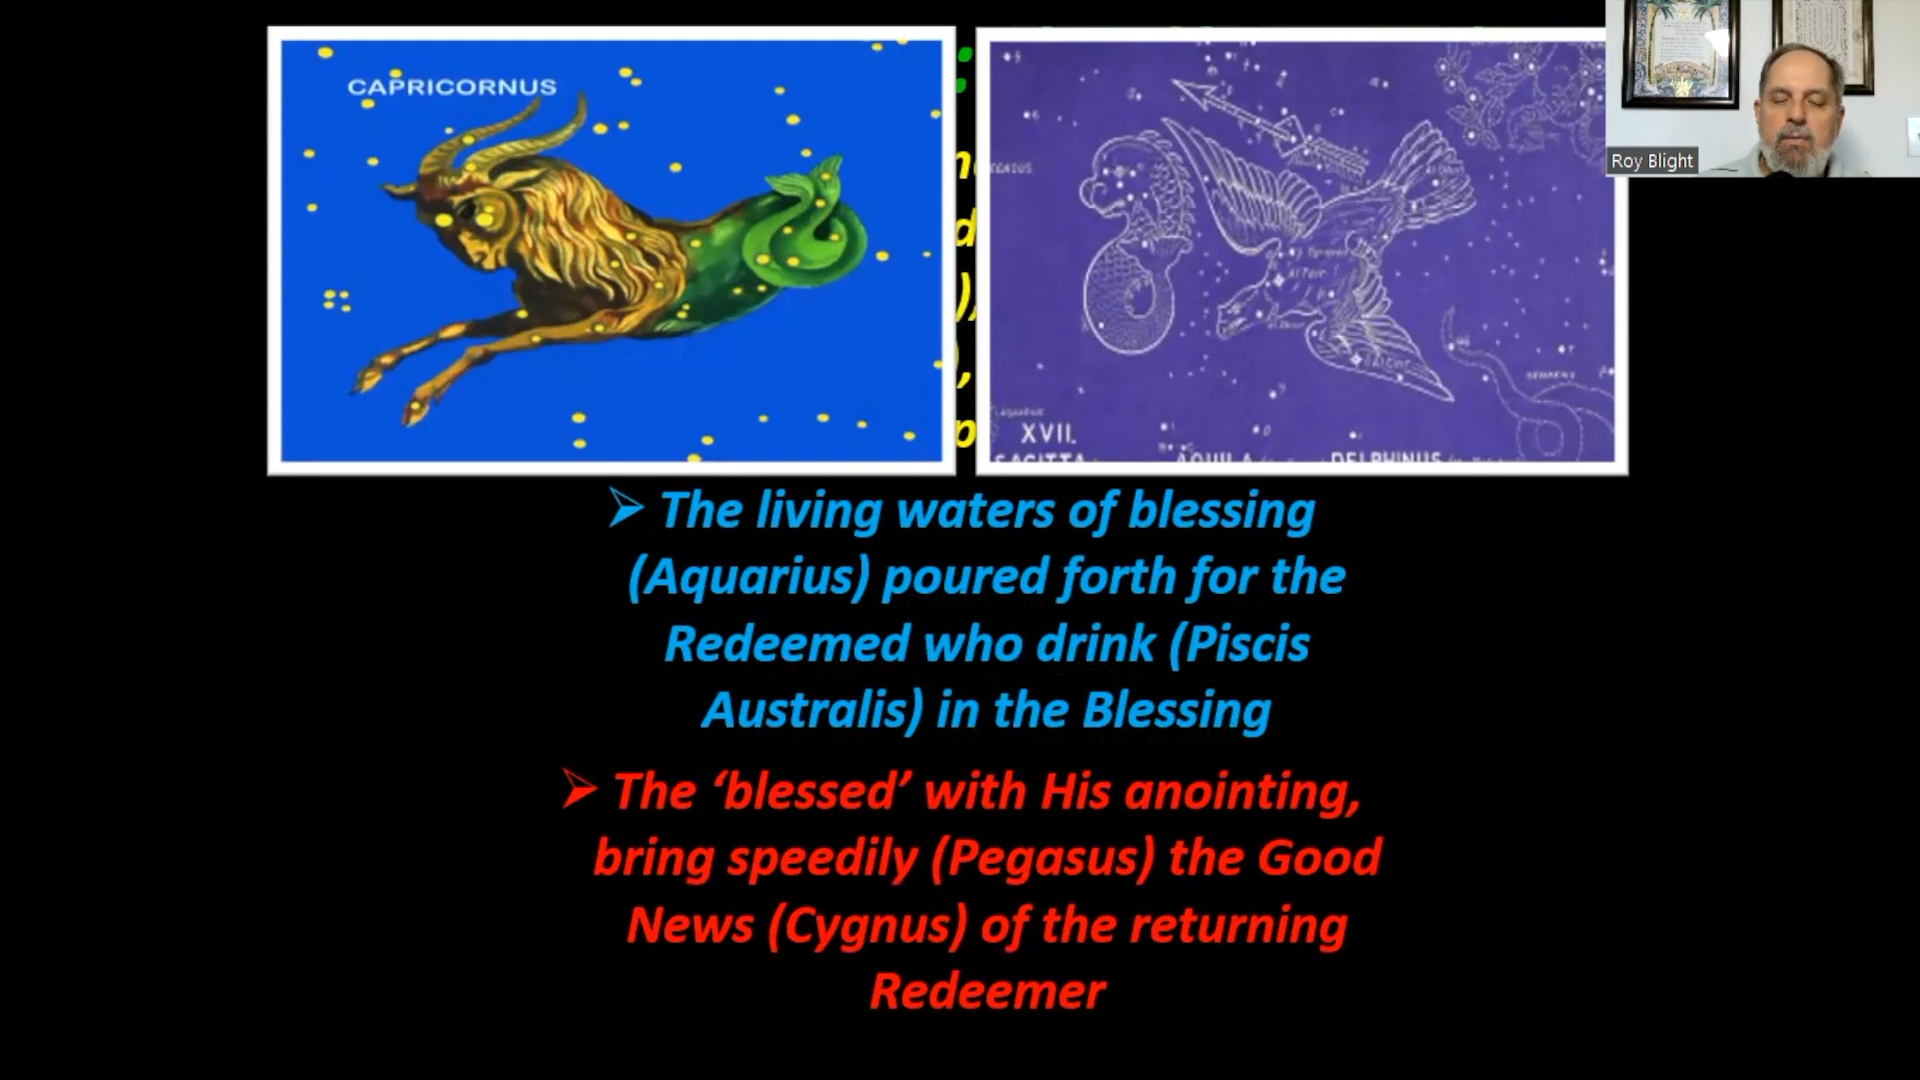 CAPRICORNUS
XVII.
SAGITTA
AQUILA
DELPHINUS
Roy Blight
➢ The living waters of blessing
(Aquarius) poured forth for the
Redeemed who drink (Piscis
Australis) in the Blessing
➢ The ‘blessed’ with His anointing,
bring speedily (Pegasus) the Good
News (Cygnus) of the returning
Redeemer